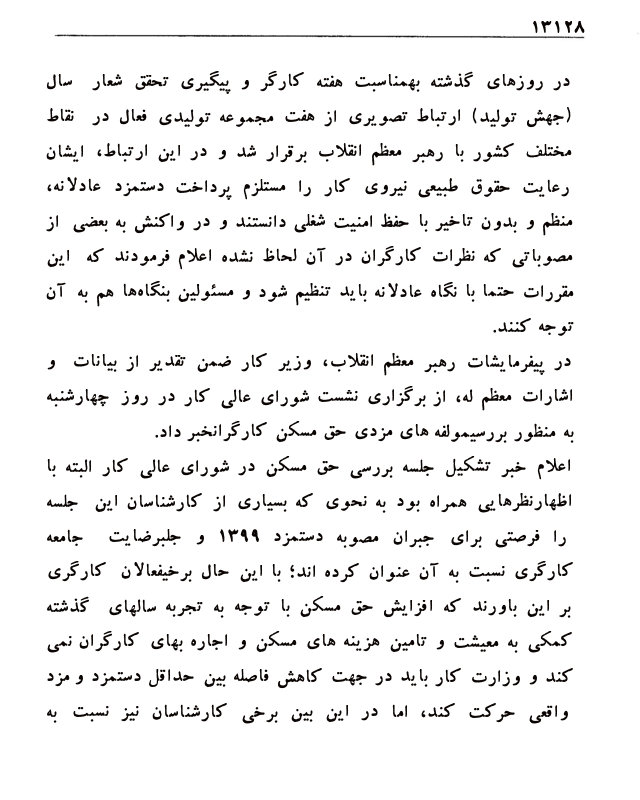 ۱۳۱۲۸
در روزهای گذشته بهمناسبت هفته کارگر و پیگیری تحقق شعار سال
(جهش تولید) ارتباط تصویری از هفت مجموعه تولیدی فعال در نقاط
مختلف کشور با رهبر معظم انقلاب برقرار شد و در این ارتباط، ایشان
رعایت حقوق طبیعی نیروی کار را مستلزم پرداخت دستمزد عادلانه،
منظم و بدون تاخیر با حفظ امنیت شغلی دانستند و در واکنش به بعضی از
مصوباتی که نظرات کارگران در آن لحاظ نشده اعلام فرمودند که این
مقررات حتما با نگاه عادلانه باید تنظیم شود و مسئولین بنگاه‌ها هم به آن
توجه کنند.
در پیفرمایشات رهبر معظم انقلاب، وزیر کار ضمن تقدیر از بیانات و
اشارات معظم له، از برگزاری نشست شورای عالی کار در روز چهارشنبه
به منظور بررسیمولفه های مزدی حق مسکن کارگرانخبر داد.
اعلام خبر تشکیل جلسه بررسی حق مسکن در شورای عالی کار البته با
اظهارنظرهایی همراه بود به نحوی که بسیاری از کارشناسان این جلسه
را فرصتی برای جبران مصوبه دستمزد ۱۳۹۹ و جلبرضایت جامعه
کارگری نسبت به آن عنوان کرده اند؛ با این حال برخیفعالان کارگری
بر این باورند که افزایش حق مسکن با توجه به تجربه سالهای گذشته
کمکی به معیشت و تامین هزینه های مسکن و اجاره بهای کارگران نمی
کند و وزارت کار باید در جهت کاهش فاصله بین حداقل دستمزد و مزد
واقعی حرکت کند، اما در این بین برخی کارشناسان نیز نسبت به